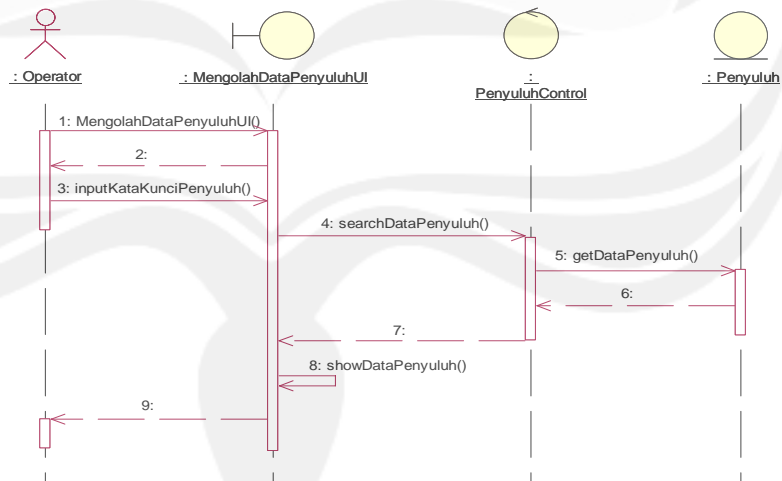 : Operator
: MengolahDataPenyuluhUI
:
PenyuluhControl
: Penyuluh
1: MengolahDataPenyuluhUI()
2:
3: inputKataKunciPenyuluh()
4: searchDataPenyuluh()
5: getDataPenyuluh()
6:
7:
8: showDataPenyuluh()
9: